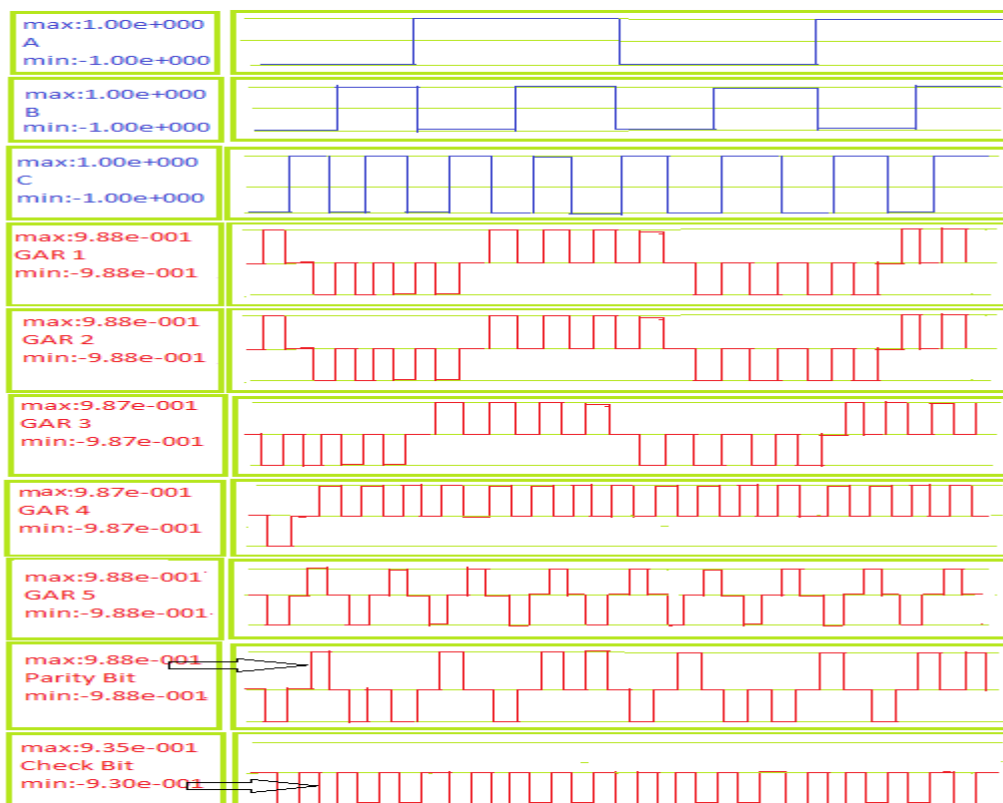 max:1.00e+000
A
min:-1.00e+000
max:1.00e+000
B
min:-1.00e+000
max:1.00e+000
C
min:-1.00e+000
max:9.88e-001
GAR 1
min:-9.88e-001
max:9.88e-001
GAR 2
min:-9.88e-001
max:9.87e-001
GAR 3
min:-9.87e-001
max:9.87e-001
GAR 4
min:-9.87e-001
max:9.88e-001
GAR 5
min:-9.88e-001
max:9.88e-001
Parity Bit
min:-9.88e-001
max:9.35e-001
Check Bit
min:-9.30e-001